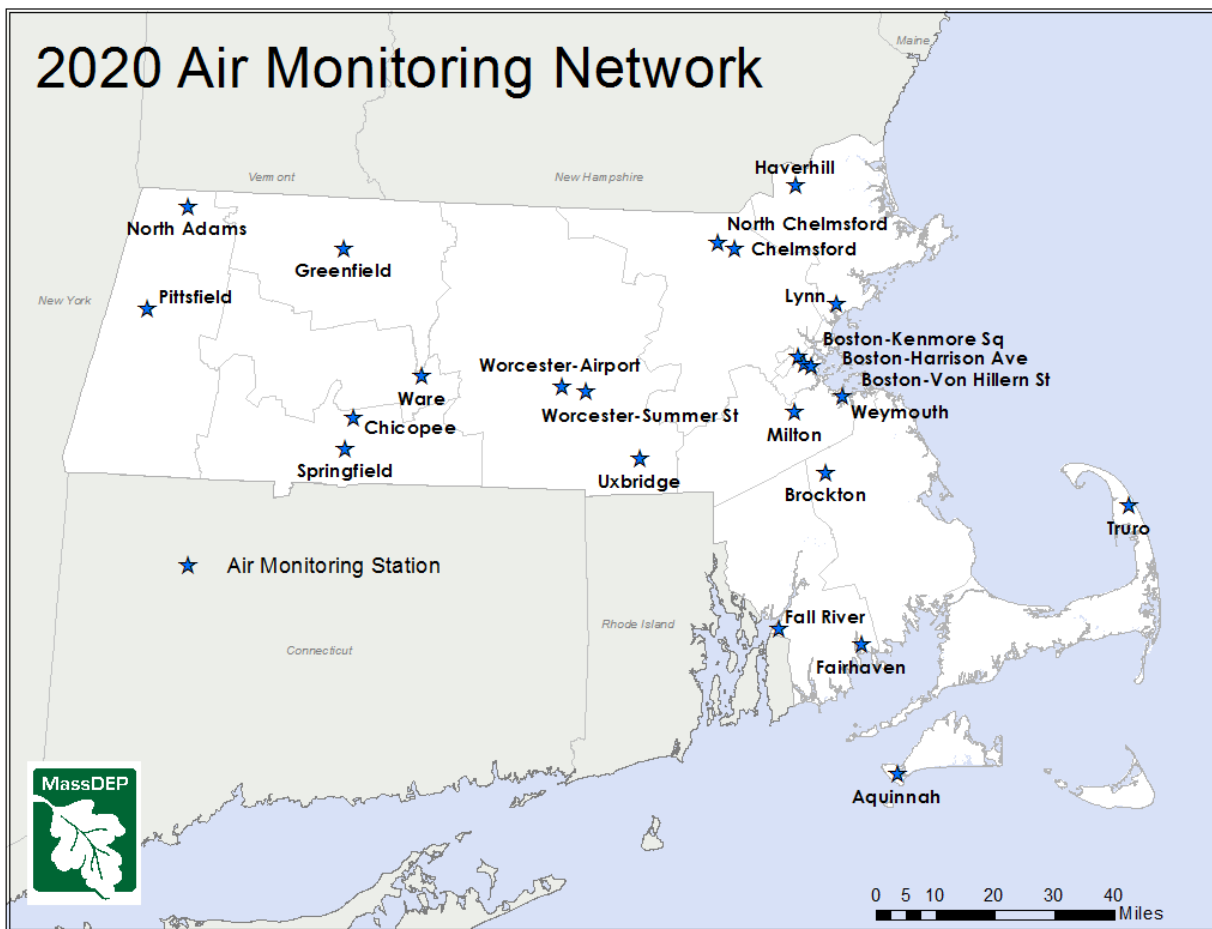 2020 Air Monitoring Network
Maine
Haverhill
Vermont
New Hampshire
North Adams
North Chelmsford
Chelmsford
Greenfield
New York
Pittsfield
Lynn
Boston-Kenmore Sq
Boston-Harrison Ave
Boston-Von Hillern St
Worcester-Airport
Ware
Worcester-Summer St
Weymouth
Chicopee
Milton
Springfield
Uxbridge
Brockton
Truro
Air Monitoring Station
Fall River
Rhode Island
Connecticut
Fairhaven
MassDEP
Aquinnah
0 5 10 20 30 40
Miles